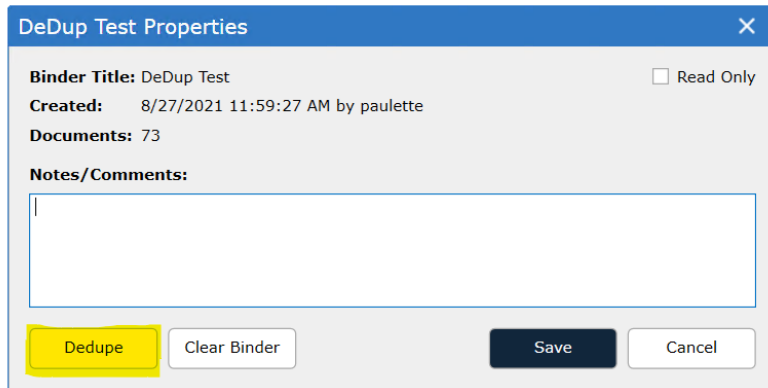 DeDup Test Properties
Binder Title: DeDup Test
Read Only
Created: 8/27/2021 11:59:27 AM by paulette
Documents: 73
Notes/Comments:
Dedupe
Clear Binder
Save
Cancel